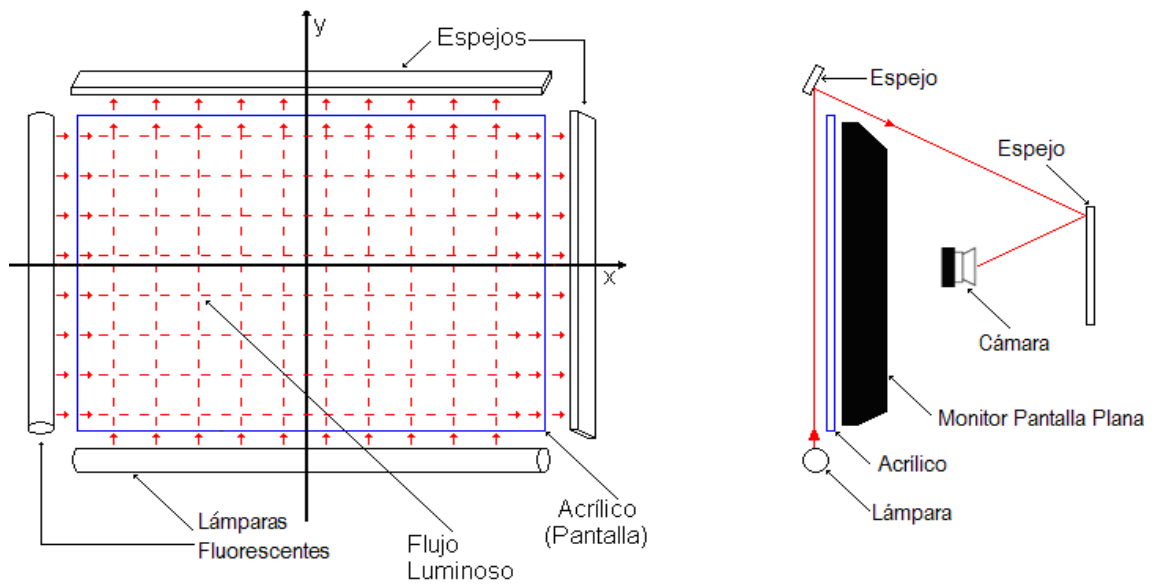 y
Espejos
x
Lámparas
Fluorescentes
Flujo
Luminoso
Acrílico
(Pantalla)
Espejo
Espejo
Cámara
Monitor Pantalla Plana
Acrílico
Lámpara